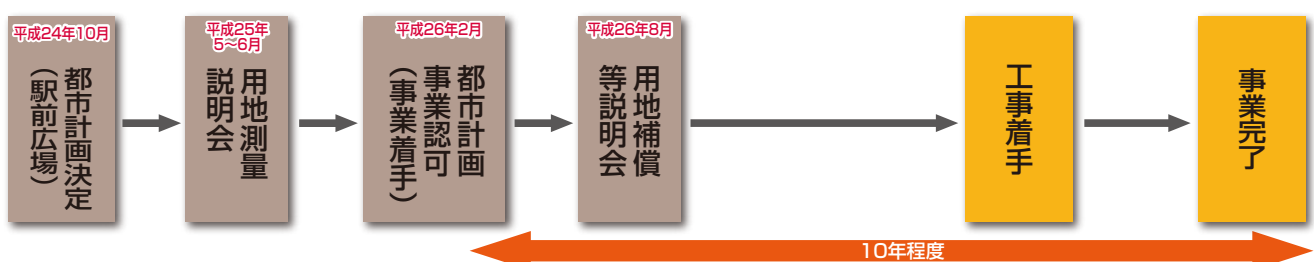 平成24年10月
都市計画決定
（駅前広場）
平成25年
5～6月
用地測量
説明会
平成26年2月
都市計画
事業認可
（事業着手）
平成26年8月
用地補償
等説明会
工事着手
事業完了
10年程度